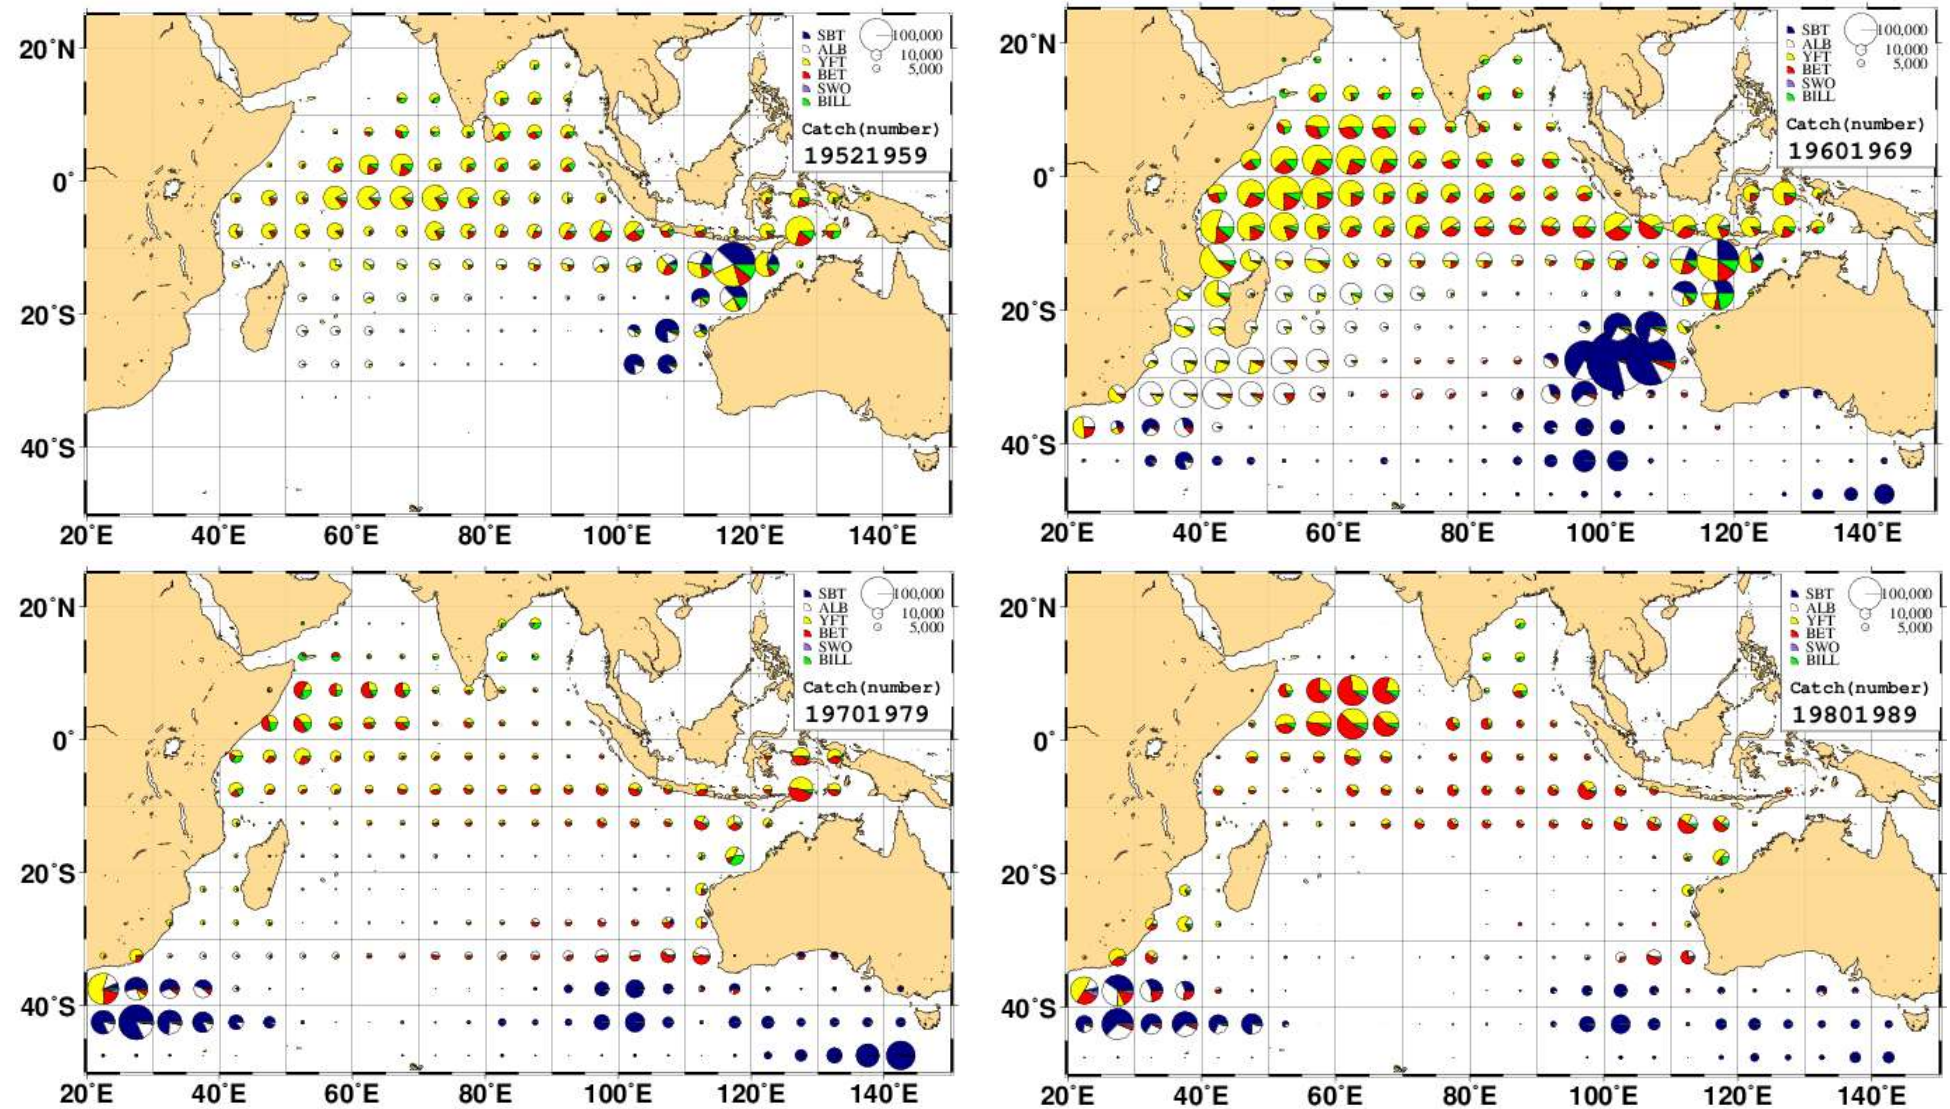 20°N
0°
20°S
40°S
20°E 40°E 60°E 80°E 100°E 120°E 140°E
SBT
ALB
YFT
BET
SWO
BILL
100,000
10,000
5,000
Catch(number)
19521959
20°N
0°
20°S
40°S
20°E 40°E 60°E 80°E 100°E 120°E 140°E
SBT
ALB
YFT
BET
SWO
BILL
100,000
10,000
5,000
Catch(number)
19601969
20°N
0°
20°S
40°S
20°E 40°E 60°E 80°E 100°E 120°E 140°E
SBT
ALB
YFT
BET
SWO
BILL
100,000
10,000
5,000
Catch(number)
19701979
20°N
0°
20°S
40°S
20°E 40°E 60°E 80°E 100°E 120°E 140°E
SBT
ALB
YFT
BET
SWO
BILL
100,000
10,000
5,000
Catch(number)
19801989